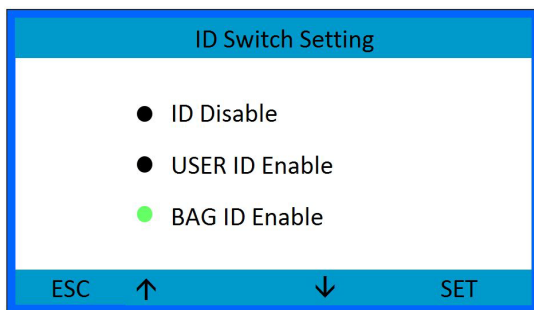 ID Switch Setting
ID Disable
USER ID Enable
BAG ID Enable
ESC ↑ ↓ SET